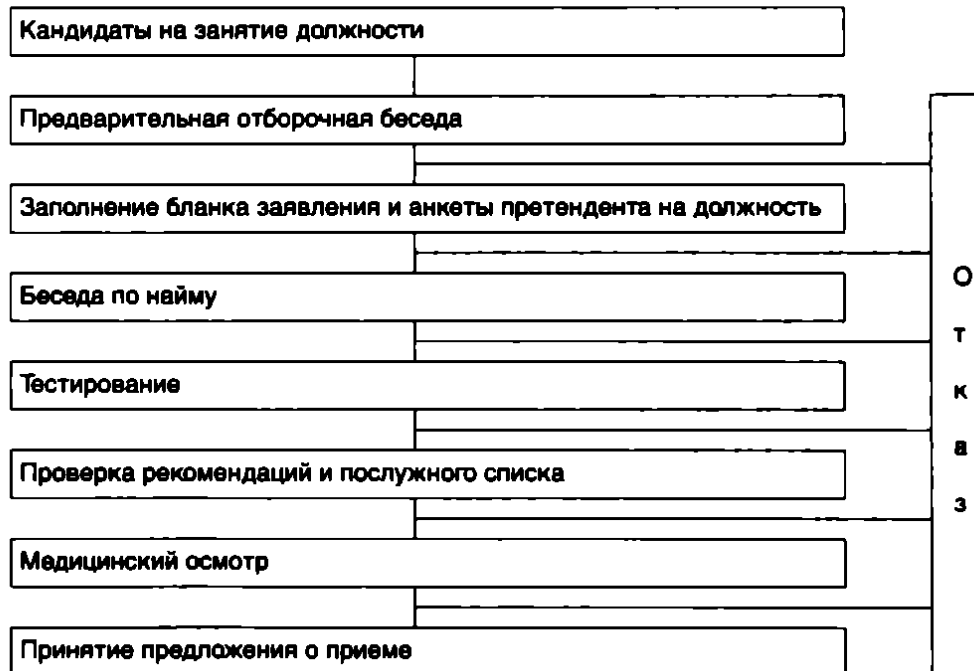 Кандидаты на занятие должности
Предварительная отборочная беседа
Заполнение бланка заявления и анкеты претендента на должность
Беседа по найму
Тестирование
Проверка рекомендаций и послужного списка
Медицинский осмотр
Принятие предложения о приеме
О
т
к
а
з